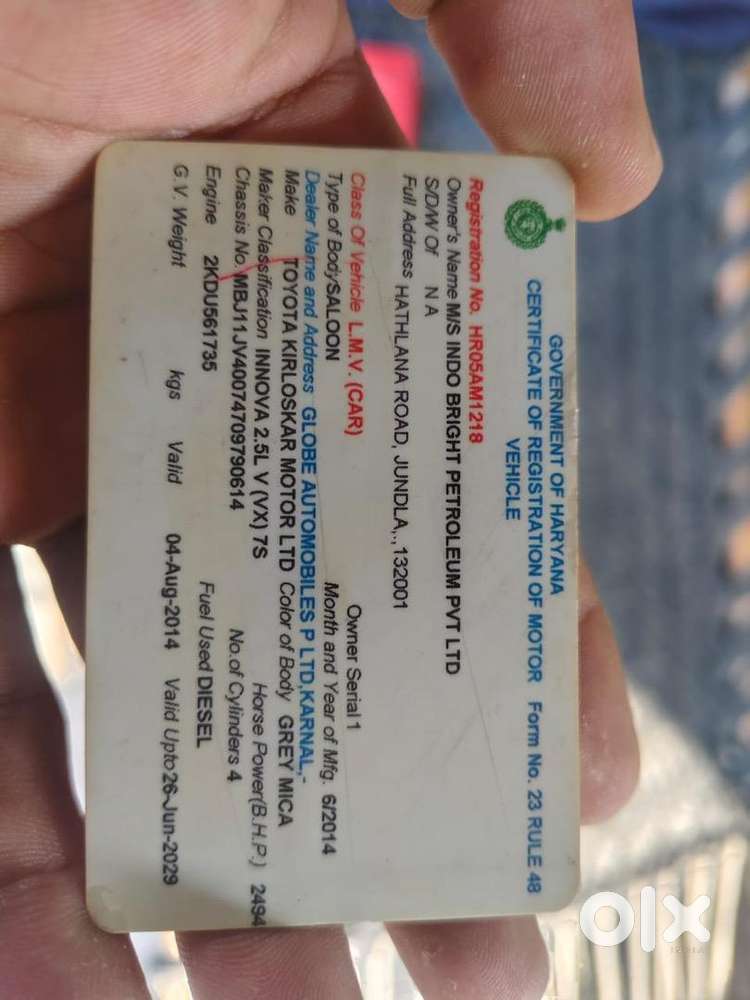 GOVERNMENT OF HARYANA
CERTIFICATE OF REGISTRATION OF MOTOR Form No. 23 RULE 48
VEHICLE
Registration No. HR05AM1218
Owner's Name M/S INDO BRIGHT PETROLEUM PVT LTD
S/D/W Of N A
Full Address HATHLANA ROAD, JUNDLA,., 132001
Owner Serial 1
Class Of Vehicle L.M.V. (CAR) Month and Year of Mfg. 6/2014
Type of Body SALOON
Dealer Name and Address GLOBE AUTOMOBILES P LTD,KARNAL,-
Make TOYOTA KIRLOSKAR MOTOR LTD Color of Body GREY MICA
Maker Classification INNOVA 2.5L V (VX) 7S Horse Power(B.H.P.) 2494
Chassis No. MBJ11JV40074709790614 No.of Cylinders 4
Engine 2KDU561735 Fuel Used DIESEL
G.V. Weight kgs Valid 04-Aug-2014 Valid Upto 26-Jun-2029
olx